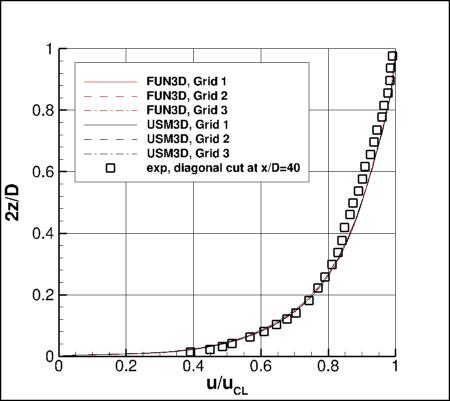 FUN3D, Grid 1
FUN3D, Grid 2
FUN3D, Grid 3
USM3D, Grid 1
USM3D, Grid 2
USM3D, Grid 3
exp, diagonal cut at x/D=40
2z/D
1
0.8
0.6
0.4
0.2
0
0 0.2 0.4 0.6 0.8 1
u/uCL